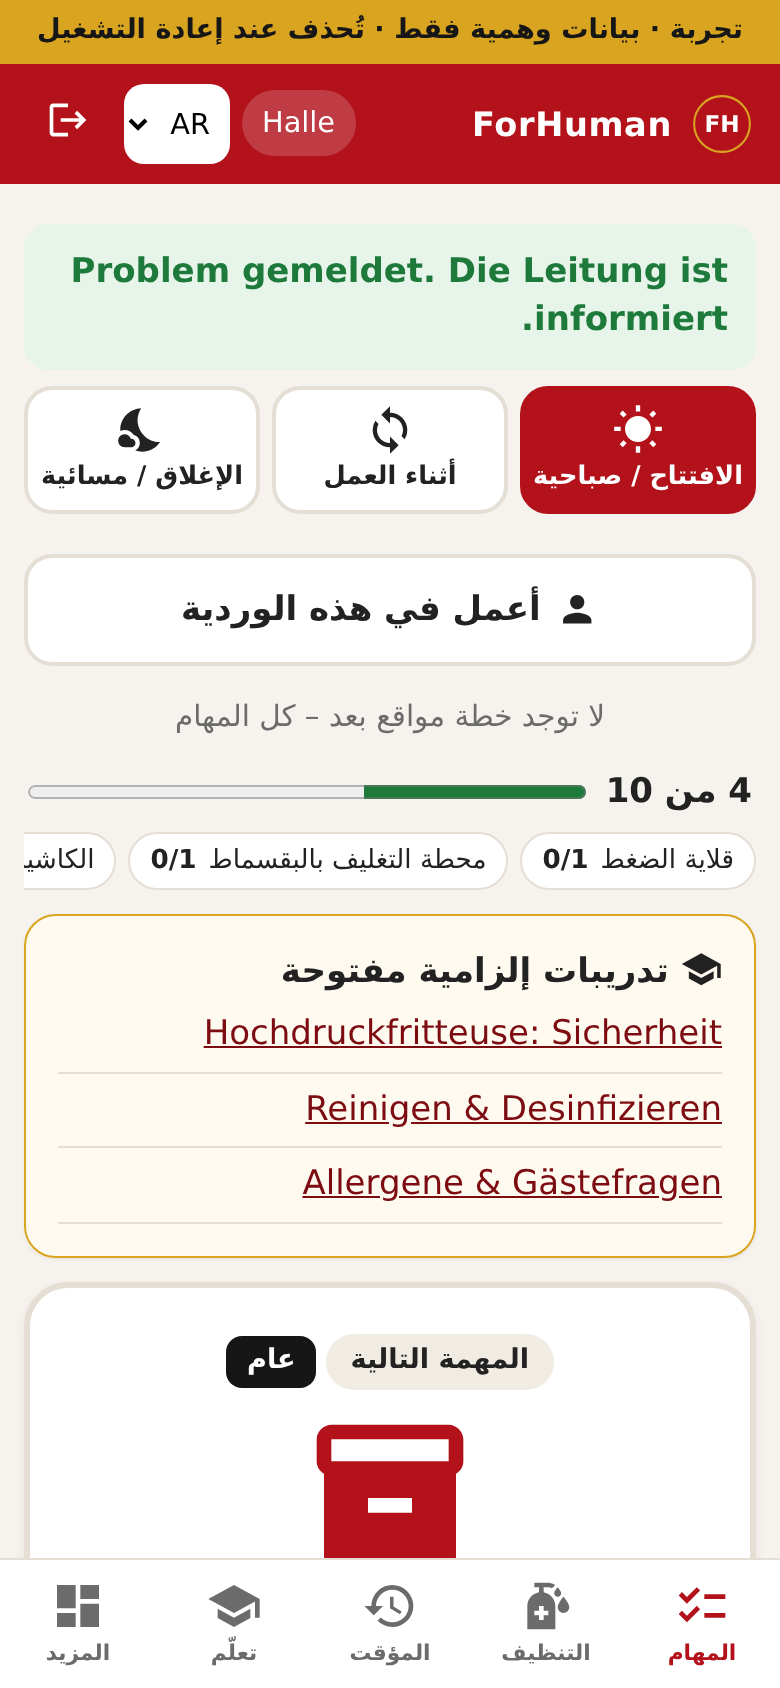 تجربة · بيانات وهمية فقط · تُحذف عند إعادة التشغيل
FH ForHuman Halle AR
Problem gemeldet. Die Leitung ist
informiert.
الافتتاح / صباحية
أثناء العمل
الإغلاق / مسائية
أعمل في هذه الوردية
لا توجد خطة مواقع بعد – كل المهام
4 من 10
قلاية الضغط 0/1
محطة التغليف بالبقسماط 0/1
تدريبات إلزامية مفتوحة
Hochdruckfritteuse: Sicherheit
Reinigen & Desinfizieren
Allergene & Gästefragen
المهمة التالية عام
المهام
التنظيف
المؤقت
تعلّم
المزيد